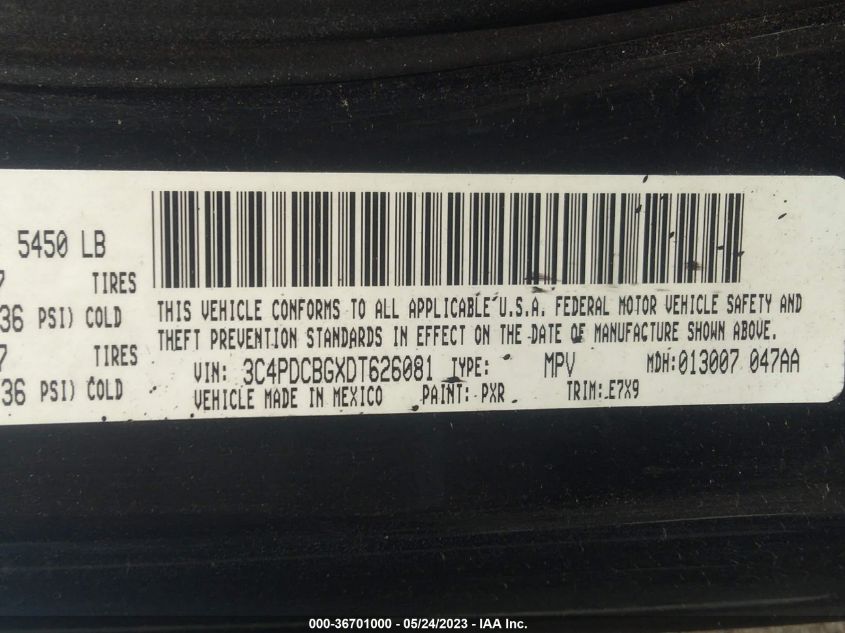 5450 LB
7 TIRES
36 PSI) COLD
7 TIRES
36 PSI) COLD
THIS VEHICLE CONFORMS TO ALL APPLICABLE U.S.A. FEDERAL MOTOR VEHICLE SAFETY AND
THEFT PREVENTION STANDARDS IN EFFECT ON THE DATE OF MANUFACTURE SHOWN ABOVE.
VIN: 3C4PDCBGXDT626081 TYPE: MPV MDH:013007 047AA
VEHICLE MADE IN MEXICO PAINT: PXR TRIM: E7X9
000-36701000 - 05/24/2023 - IAA Inc.